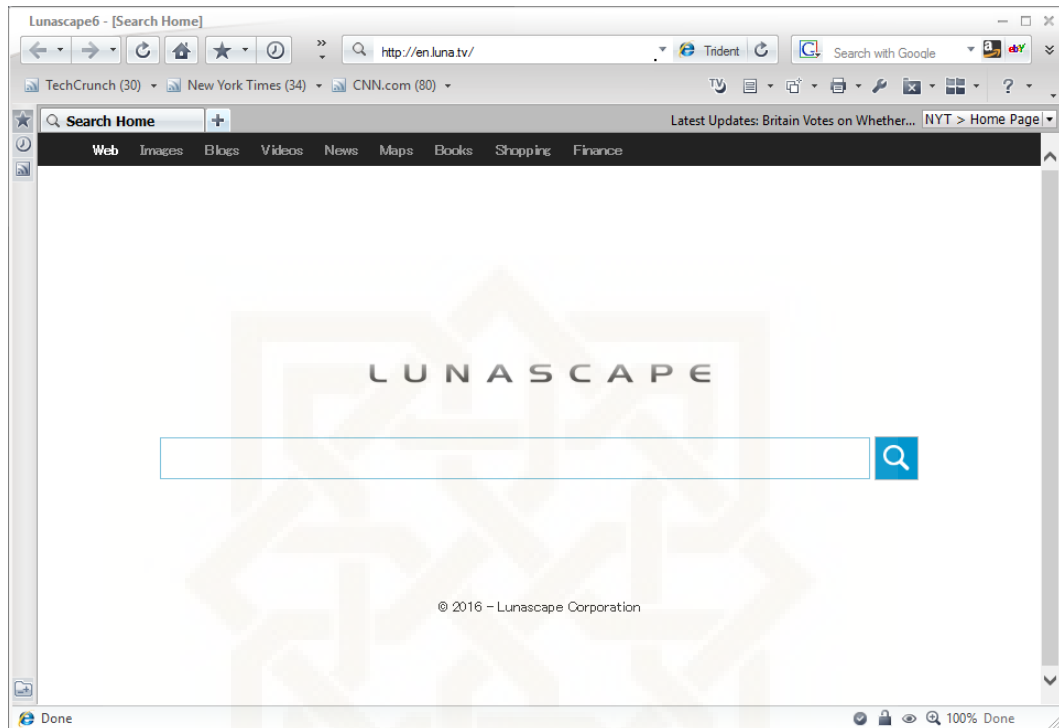 Lunascape6 - [Search Home]
http://en.luna.tv/ Trident G Search with Google a ebY
TechCrunch (30) New York Times (34) CNN.com (80) TV ?
Search Home + Latest Updates: Britain Votes on Whether... NYT > Home Page
Web Images Blogs Videos News Maps Books Shopping Finance
LUNASCAPE
© 2016 - Lunascape Corporation
Done 100% Done